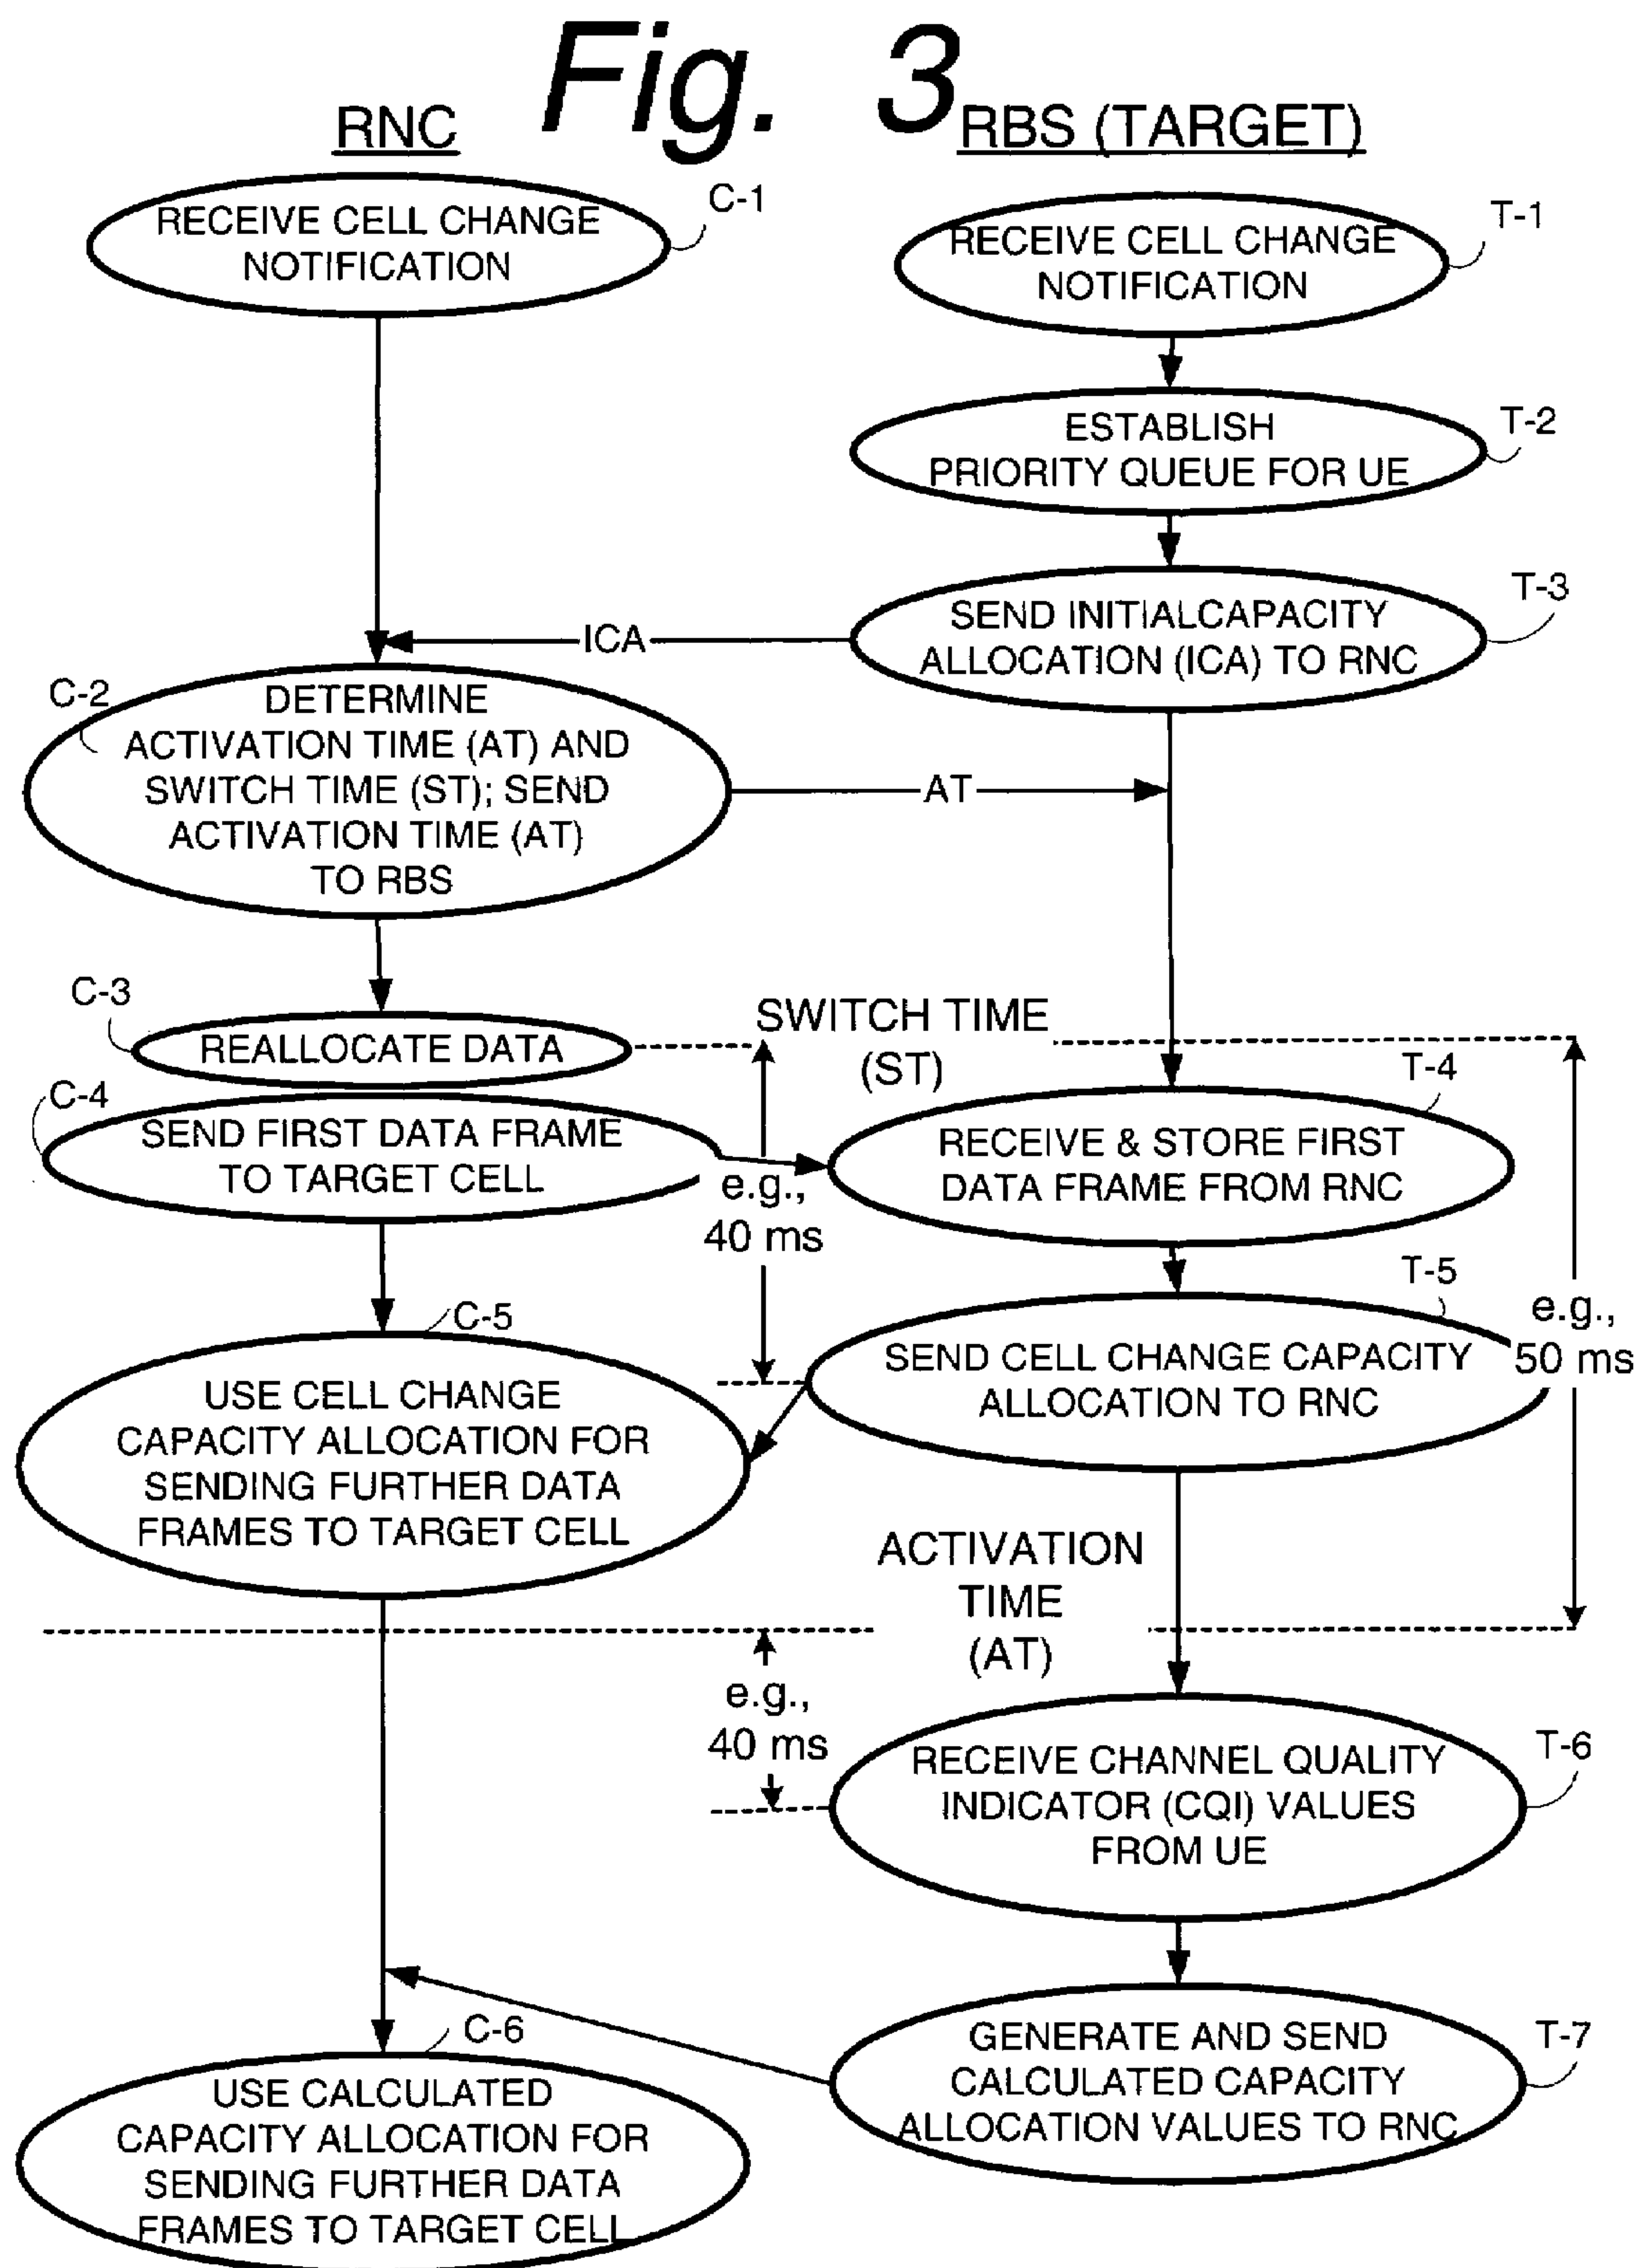 Fig. 3
RNC
RBS (TARGET)
RECEIVE CELL CHANGE
NOTIFICATION
C-1
RECEIVE CELL CHANGE
NOTIFICATION
T-1
ESTABLISH
PRIORITY QUEUE FOR UE
T-2
SEND INITIALCAPACITY
ALLOCATION (ICA) TO RNC
T-3
ICA
C-2
DETERMINE
ACTIVATION TIME (AT) AND
SWITCH TIME (ST); SEND
ACTIVATION TIME (AT)
TO RBS
AT
C-3
REALLOCATE DATA
SWITCH TIME
(ST)
C-4
SEND FIRST DATA FRAME
TO TARGET CELL
e.g.,
40 ms
T-4
RECEIVE & STORE FIRST
DATA FRAME FROM RNC
T-5
SEND CELL CHANGE CAPACITY
ALLOCATION TO RNC
e.g.,
50 ms
C-5
USE CELL CHANGE
CAPACITY ALLOCATION FOR
SENDING FURTHER DATA
FRAMES TO TARGET CELL
ACTIVATION
TIME
(AT)
e.g.,
40 ms
RECEIVE CHANNEL QUALITY
INDICATOR (CQI) VALUES
FROM UE
T-6
GENERATE AND SEND
CALCULATED CAPACITY
ALLOCATION VALUES TO RNC
T-7
C-6
USE CALCULATED
CAPACITY ALLOCATION FOR
SENDING FURTHER DATA
FRAMES TO TARGET CELL